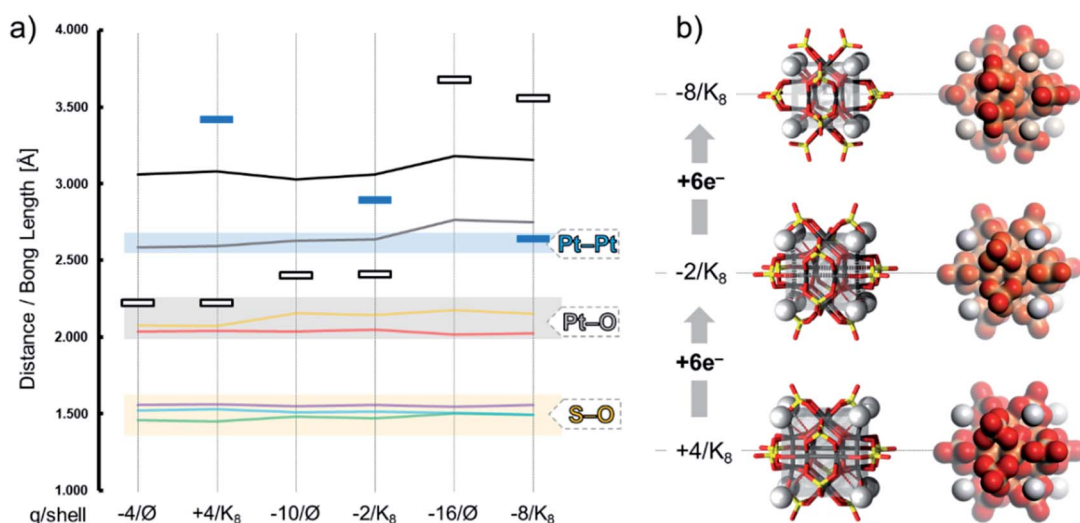 a)
Distance / Bong Length [Å]
4.000
3.500
3.000
2.500
2.000
1.500
1.000
Pt–Pt
Pt–O
S–O
q/shell -4/Ø +4/K₈ -10/Ø -2/K₈ -16/Ø -8/K₈
b)
-8/K₈
+6e⁻
-2/K₈
+6e⁻
+4/K₈